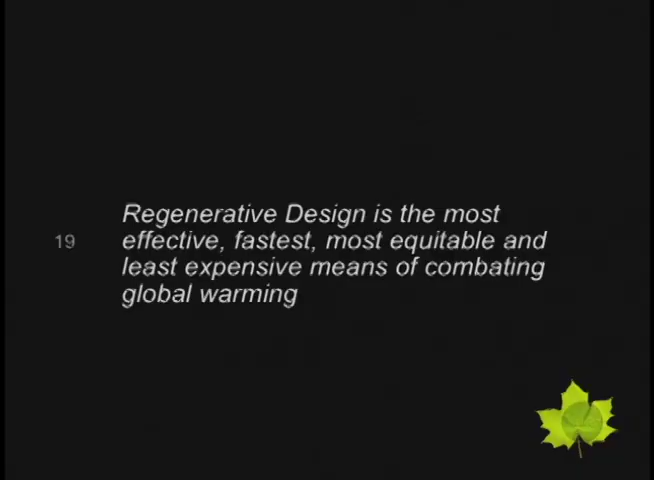 19
Regenerative Design is the most
effective, fastest, most equitable and
least expensive means of combating
global warming